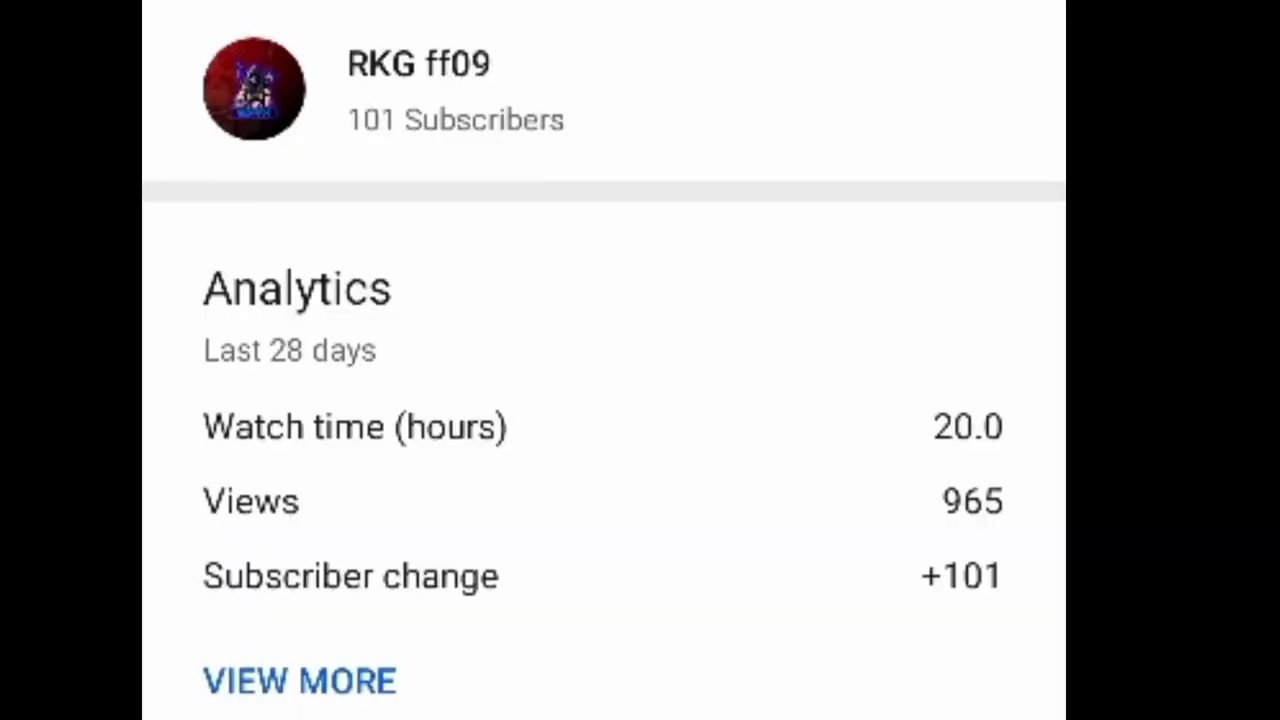 RKG ff09
101 Subscribers
Analytics
Last 28 days
Watch time (hours) 20.0
Views 965
Subscriber change +101
VIEW MORE